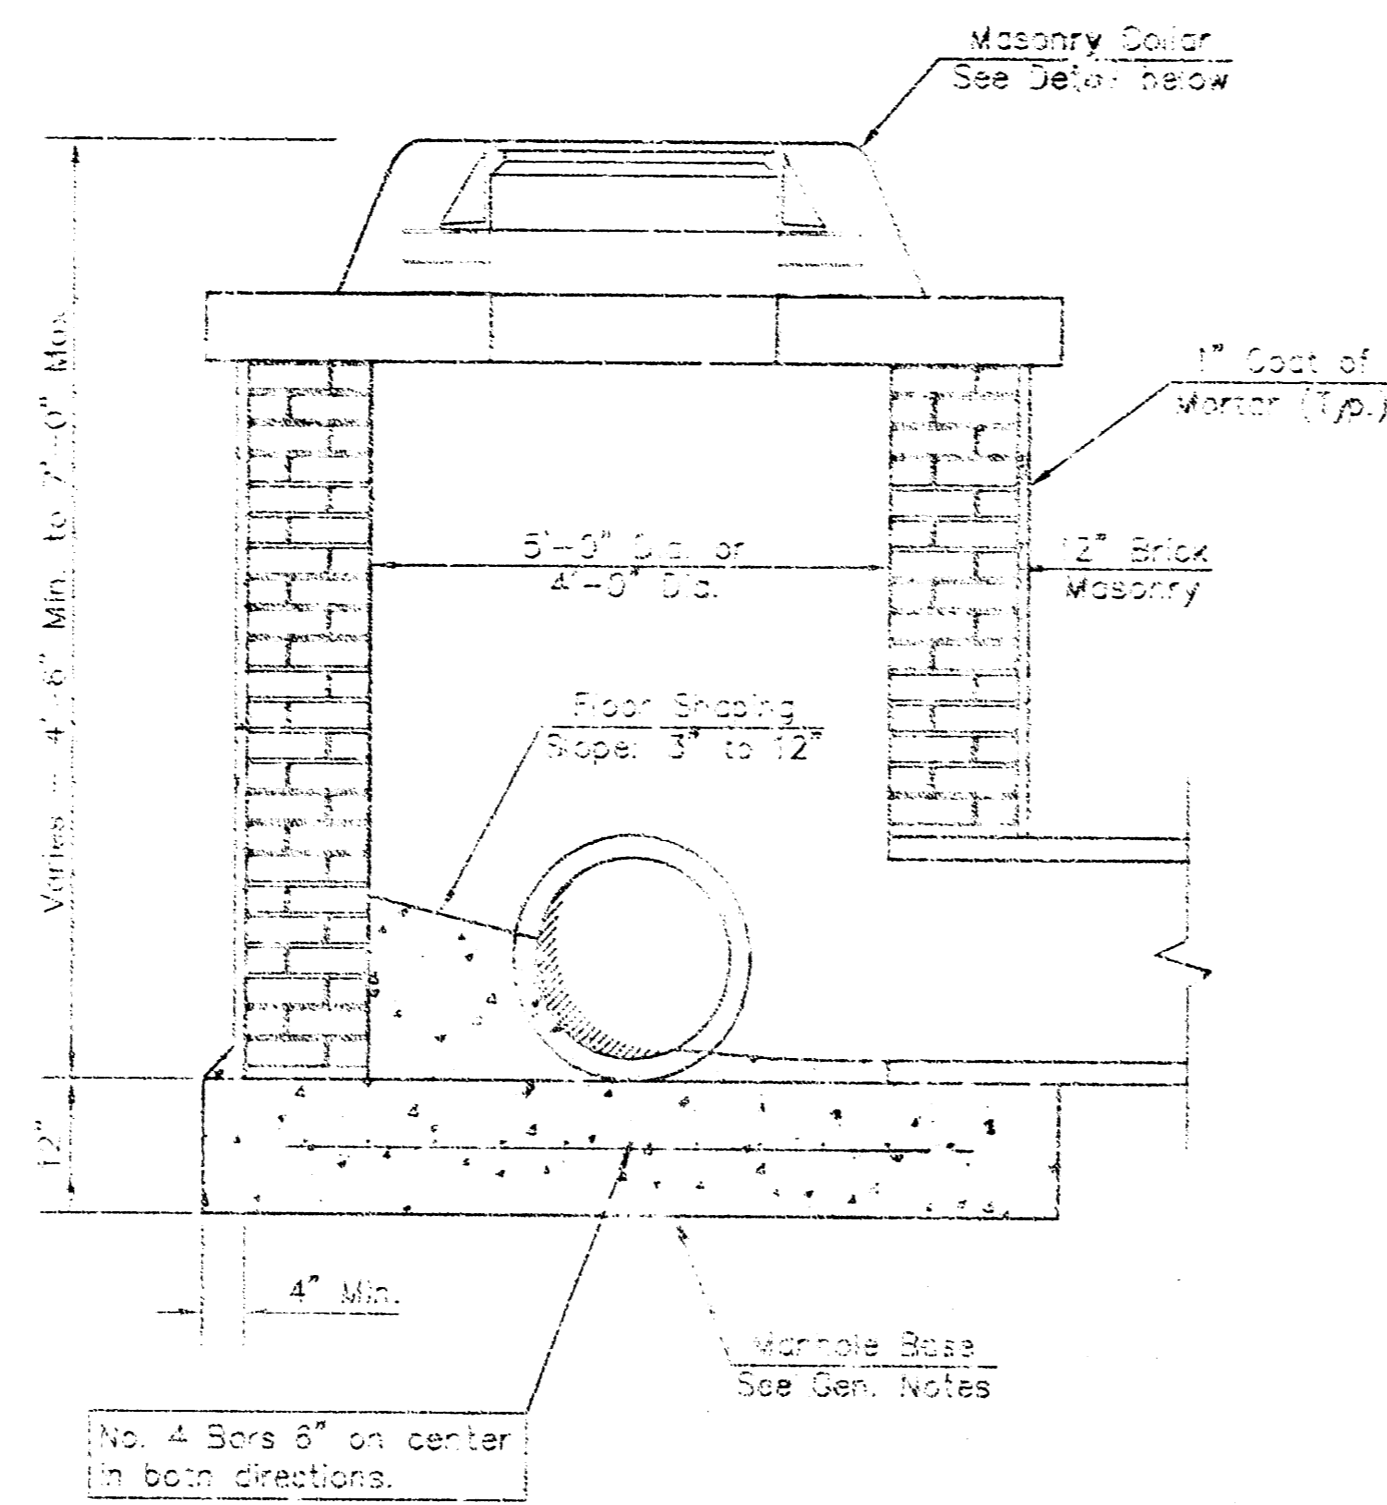 Masonry Collar
See Detail below
Varies - 4'-6" Min. to 7'-0" Max.
1" Coat of
Mortar (Typ.)
5'-0" Dia. or
4'-0" Dia.
12" Brick
Masonry
Floor Shaping
Slope: 3" to 12"
12"
4" Min.
Manhole Base
See Gen. Notes
No. 4 Bars 6" on center
in both directions.